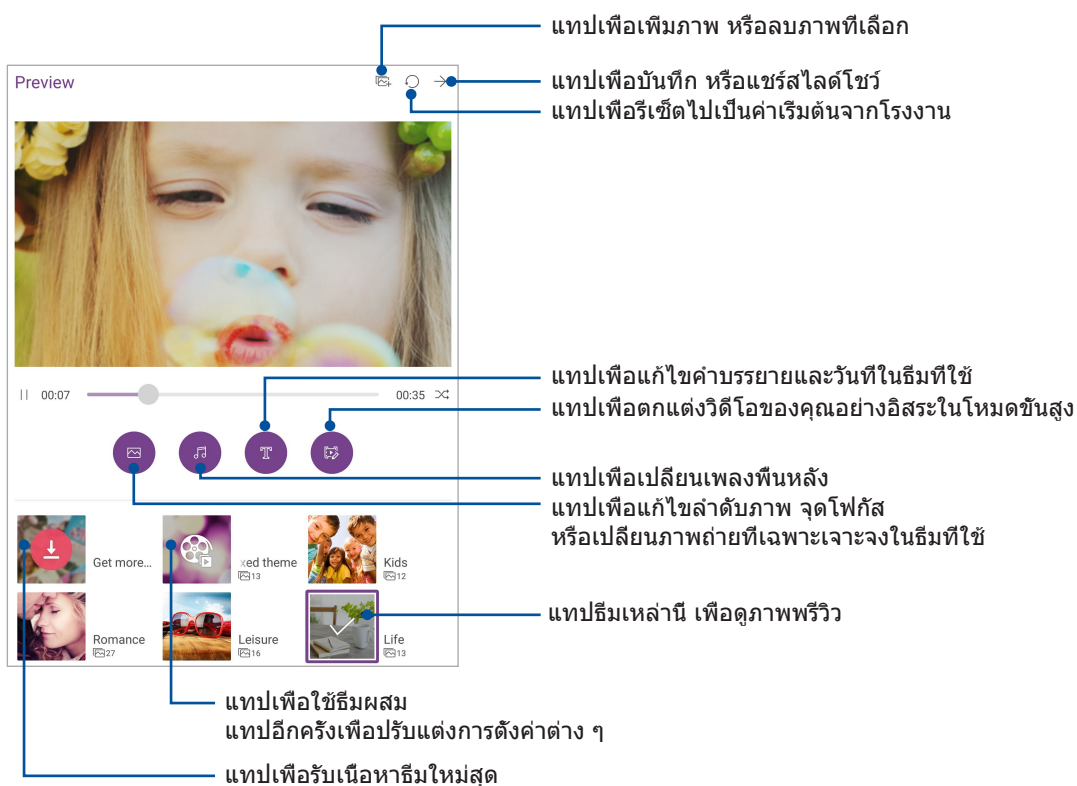 แทปเพื่อเพิ่มภาพ หรือลบภาพที่เลือก
Preview
แทปเพื่อบันทึก หรือแชร์สไลด์โชว์
แทปเพื่อรีเซ็ตไปเป็นค่าเริ่มต้นจากโรงงาน
00:07
00:35
แทปเพื่อแก้ไขคำบรรยายและวันที่ในธีมที่ใช้
แทปเพื่อตกแต่งวิดีโอของคุณอย่างอิสระในโหมดขั้นสูง
T
แทปเพื่อเปลี่ยนเพลงพื้นหลัง
แทปเพื่อแก้ไขลำดับภาพ จุดโฟกัส
หรือเปลี่ยนภาพถ่ายที่เฉพาะเจาะจงในธีมที่ใช้
Get more...
xed theme
13
Kids
12
แทปธีมเหล่านี้ เพื่อดูภาพพรีวิว
Romance
27
Leisure
16
Life
13
แทปเพื่อใช้ธีมผสม
แทปอีกครั้งเพื่อปรับแต่งการตั้งค่าต่าง ๆ
แทปเพื่อรับเนื้อหาธีมใหม่สุด